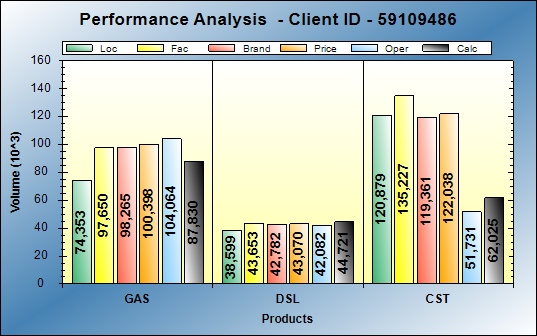 Performance Analysis - Client ID - 59109486
Loc Fac Brand Price Oper Calc
Volume (10^3)
160
140
120
100
80
60
40
20
0
74,353 97,650 98,265 100,398 104,064 87,830
38,599 43,653 42,782 43,070 42,082 44,721
120,879 135,227 119,361 122,038 51,731 62,025
GAS DSL CST
Products